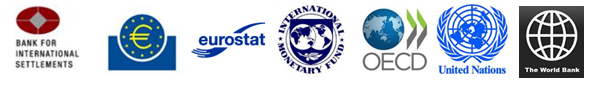 BANK FOR
INTERNATIONAL
SETTLEMENTS
€
eurostat
INTERNATIONAL
MONETARY FUND
OECD
United Nations
The World Bank